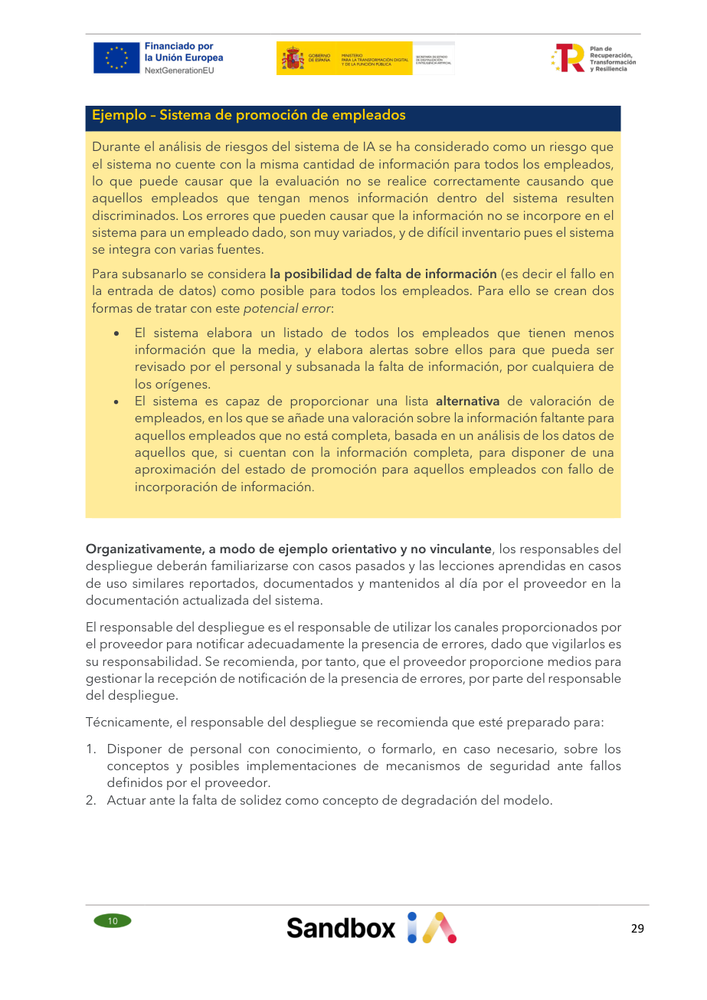 Financiado por
la Unión Europea
NextGenerationEU
GOBIERNO
DE ESPAÑA
MINISTERIO
PARA LA TRANSFORMACIÓN DIGITAL
Y DE LA FUNCIÓN PÚBLICA
SECRETARÍA DE ESTADO
DE DIGITALIZACIÓN
E INTELIGENCIA ARTIFICIAL
Plan de
Recuperación,
Transformación
y Resiliencia
Ejemplo – Sistema de promoción de empleados
Durante el análisis de riesgos del sistema de IA se ha considerado como un riesgo que
el sistema no cuente con la misma cantidad de información para todos los empleados,
lo que puede causar que la evaluación no se realice correctamente causando que
aquellos empleados que tengan menos información dentro del sistema resulten
discriminados. Los errores que pueden causar que la información no se incorpore en el
sistema para un empleado dado, son muy variados, y de difícil inventario pues el sistema
se integra con varias fuentes.
Para subsanarlo se considera la posibilidad de falta de información (es decir el fallo en
la entrada de datos) como posible para todos los empleados. Para ello se crean dos
formas de tratar con este potencial error:
• El sistema elabora un listado de todos los empleados que tienen menos
información que la media, y elabora alertas sobre ellos para que pueda ser
revisado por el personal y subsanada la falta de información, por cualquiera de
los orígenes.
• El sistema es capaz de proporcionar una lista alternativa de valoración de
empleados, en los que se añade una valoración sobre la información faltante para
aquellos empleados que no está completa, basada en un análisis de los datos de
aquellos que, si cuentan con la información completa, para disponer de una
aproximación del estado de promoción para aquellos empleados con fallo de
incorporación de información.
Organizativamente, a modo de ejemplo orientativo y no vinculante, los responsables del
despliegue deberán familiarizarse con casos pasados y las lecciones aprendidas en casos
de uso similares reportados, documentados y mantenidos al día por el proveedor en la
documentación actualizada del sistema.
El responsable del despliegue es el responsable de utilizar los canales proporcionados por
el proveedor para notificar adecuadamente la presencia de errores, dado que vigilarlos es
su responsabilidad. Se recomienda, por tanto, que el proveedor proporcione medios para
gestionar la recepción de notificación de la presencia de errores, por parte del responsable
del despliegue.
Técnicamente, el responsable del despliegue se recomienda que esté preparado para:
1. Disponer de personal con conocimiento, o formarlo, en caso necesario, sobre los
conceptos y posibles implementaciones de mecanismos de seguridad ante fallos
definidos por el proveedor.
2. Actuar ante la falta de solidez como concepto de degradación del modelo.
10
Sandbox IA
29